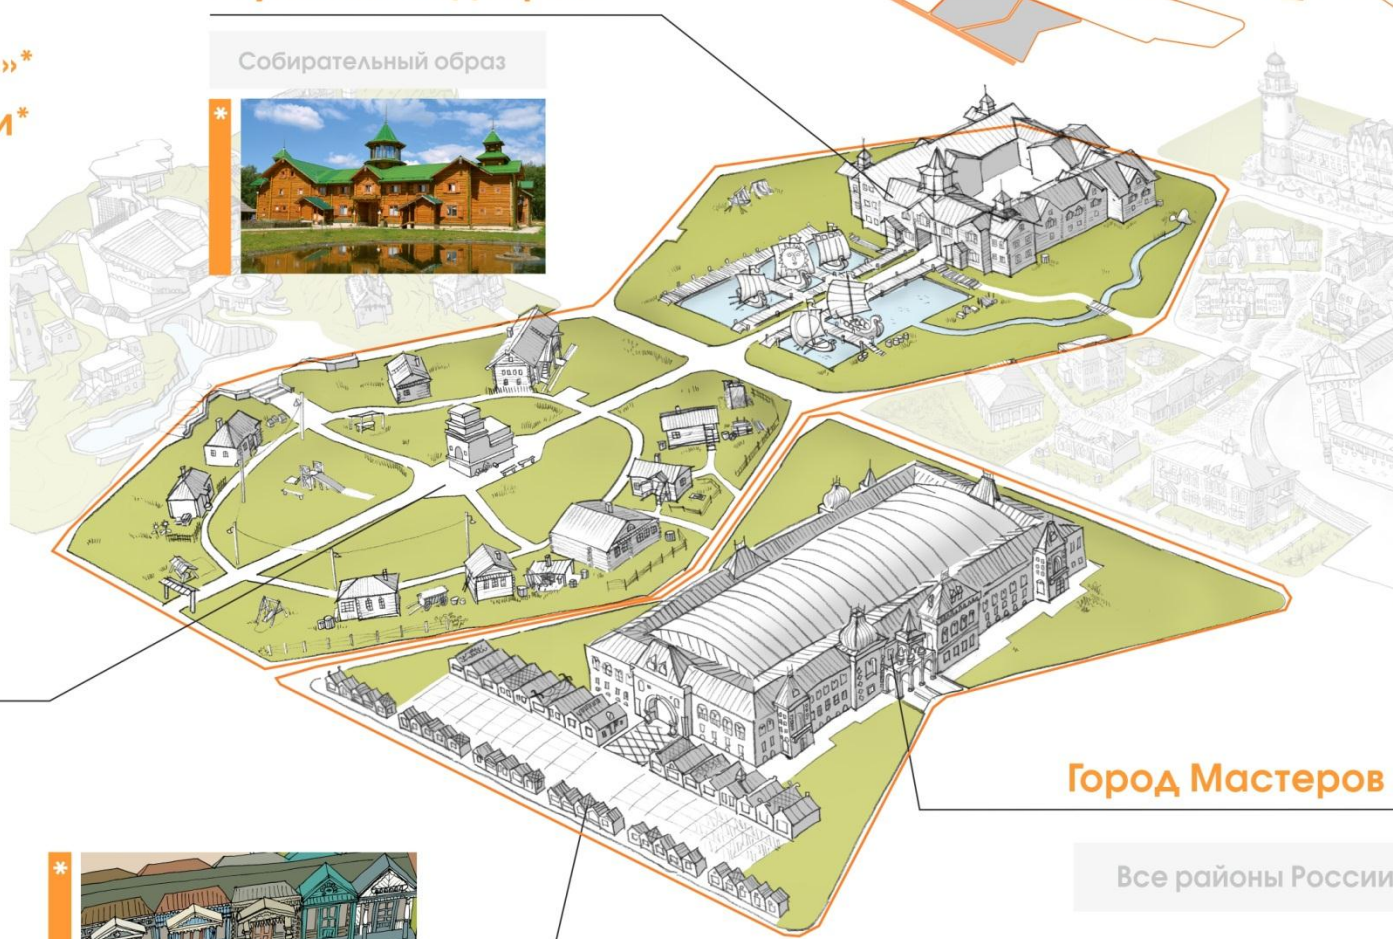 »*
и*
Собирательный образ
*
Город Мастеров
Все районы России
*